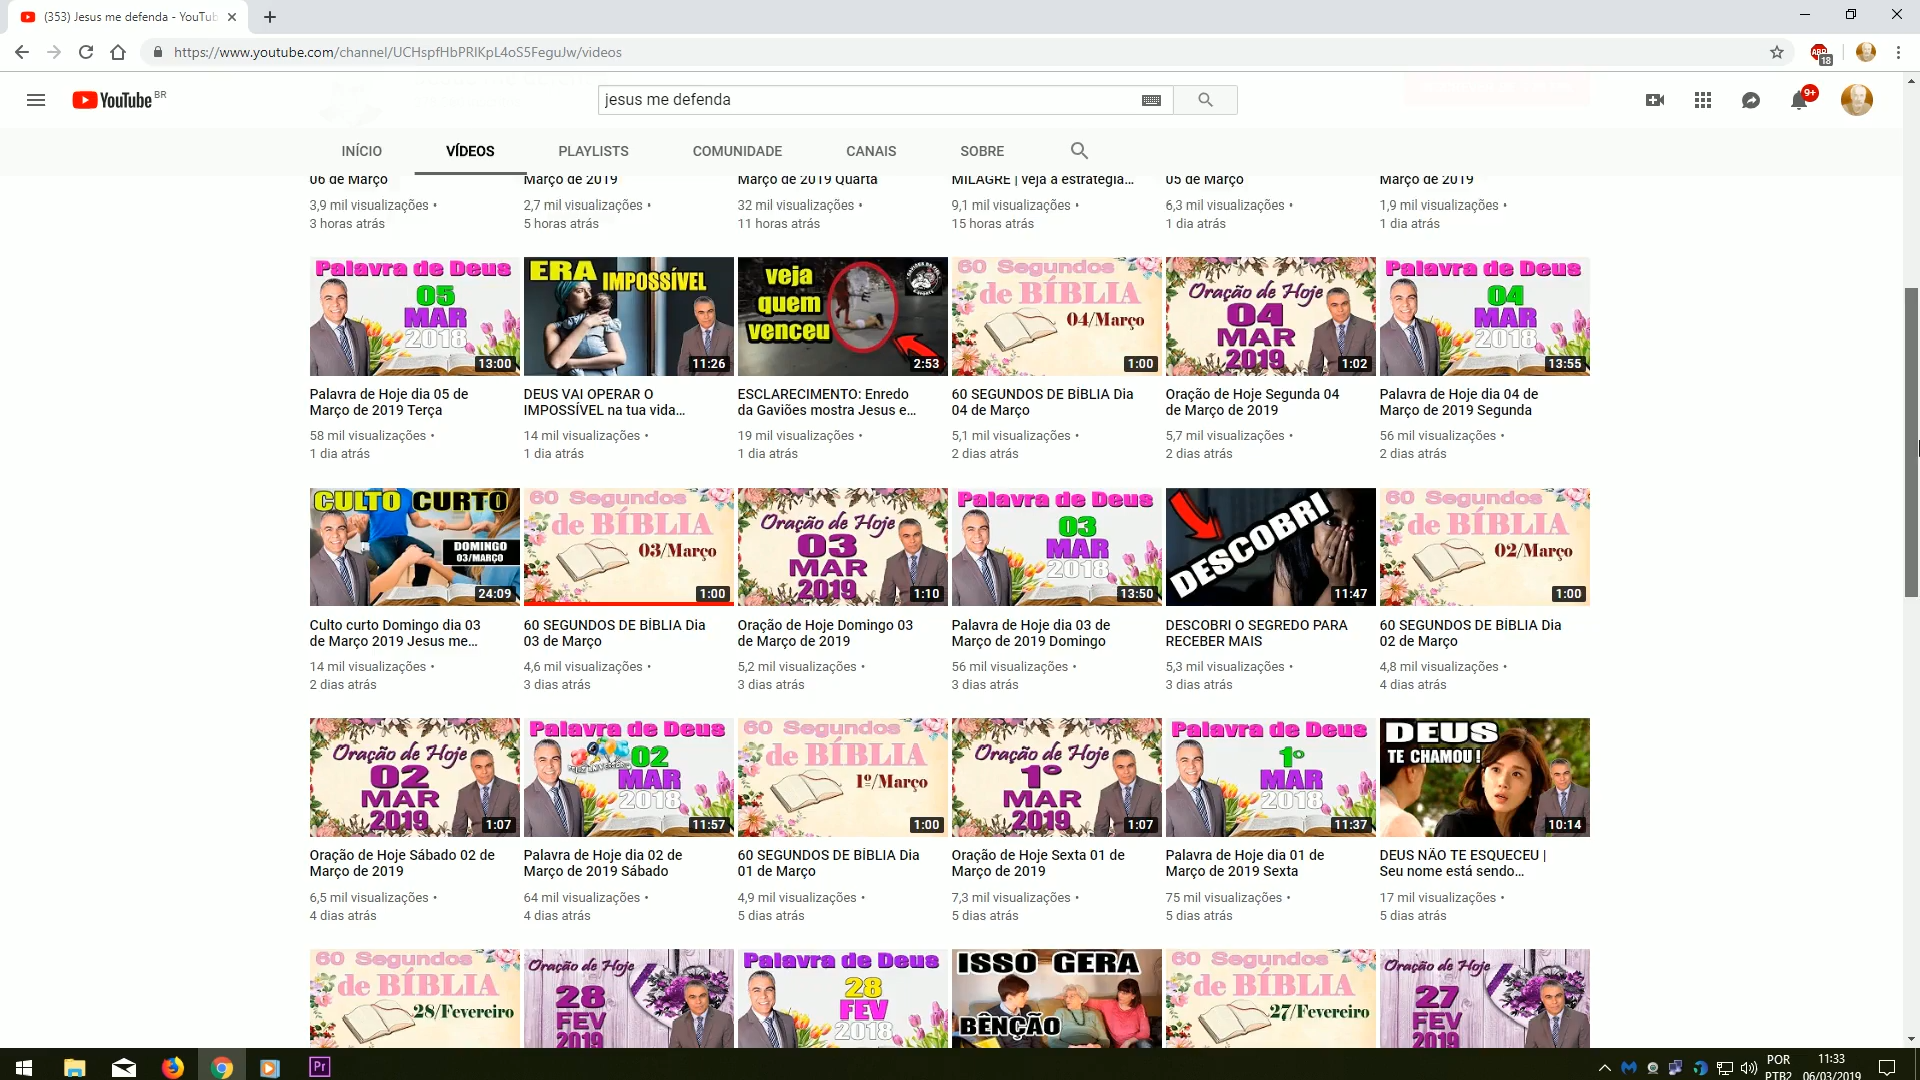 (353) Jesus me defenda - YouTub
https://www.youtube.com/channel/UCHspfHbPRIKpL4oS5FeguJw/videos
ABP 18
YouTube BR
jesus me defenda
9+
INÍCIO VÍDEOS PLAYLISTS COMUNIDADE CANAIS SOBRE
06 de Março
3,9 mil visualizações •
3 horas atrás
Março de 2019
2,7 mil visualizações •
5 horas atrás
Março de 2019 Quarta
32 mil visualizações •
11 horas atrás
MILAGRE | veja a estratégia...
9,1 mil visualizações •
15 horas atrás
05 de Março
6,3 mil visualizações •
1 dia atrás
Março de 2019
1,9 mil visualizações •
1 dia atrás
Palavra de Deus
05
MAR
2018
13:00
Palavra de Hoje dia 05 de
Março de 2019 Terça
58 mil visualizações •
1 dia atrás
ERA IMPOSSÍVEL
11:26
DEUS VAI OPERAR O
IMPOSSÍVEL na tua vida...
14 mil visualizações •
1 dia atrás
veja
quem
venceu
2:53
ESCLARECIMENTO: Enredo
da Gaviões mostra Jesus e...
19 mil visualizações •
1 dia atrás
60 Segundos
de BÍBLIA
04/Março
1:00
60 SEGUNDOS DE BÍBLIA Dia
04 de Março
5,1 mil visualizações •
2 dias atrás
Oração de Hoje
04
MAR
2019
1:02
Oração de Hoje Segunda 04
de Março de 2019
5,7 mil visualizações •
2 dias atrás
Palavra de Deus
04
MAR
2018
13:55
Palavra de Hoje dia 04 de
Março de 2019 Segunda
56 mil visualizações •
2 dias atrás
CULTO CURTO
DOMINGO
03/MARÇO
24:09
Culto curto Domingo dia 03
de Março 2019 Jesus me...
14 mil visualizações •
2 dias atrás
60 Segundos
de BÍBLIA
03/Março
1:00
60 SEGUNDOS DE BÍBLIA Dia
03 de Março
4,6 mil visualizações •
3 dias atrás
Oração de Hoje
03
MAR
2019
1:10
Oração de Hoje Domingo 03
de Março de 2019
5,2 mil visualizações •
3 dias atrás
Palavra de Deus
03
MAR
2018
13:50
Palavra de Hoje dia 03 de
Março de 2019 Domingo
56 mil visualizações •
3 dias atrás
DESCOBRI
11:47
DESCOBRI O SEGREDO PARA
RECEBER MAIS
5,3 mil visualizações •
3 dias atrás
60 Segundos
de BÍBLIA
02/Março
1:00
60 SEGUNDOS DE BÍBLIA Dia
02 de Março
4,8 mil visualizações •
4 dias atrás
Oração de Hoje
02
MAR
2019
1:07
Oração de Hoje Sábado 02 de
Março de 2019
6,5 mil visualizações •
4 dias atrás
Palavra de Deus
02
MAR
2018
11:57
Palavra de Hoje dia 02 de
Março de 2019 Sábado
64 mil visualizações •
4 dias atrás
60 Segundos
de BÍBLIA
1º/Março
1:00
60 SEGUNDOS DE BÍBLIA Dia
01 de Março
4,9 mil visualizações •
5 dias atrás
Oração de Hoje
1º
MAR
2019
1:07
Oração de Hoje Sexta 01 de
Março de 2019
7,3 mil visualizações •
5 dias atrás
Palavra de Deus
1º
MAR
2018
11:37
Palavra de Hoje dia 01 de
Março de 2019 Sexta
75 mil visualizações •
5 dias atrás
DEUS
TE CHAMOU!
10:14
DEUS NÃO TE ESQUECEU |
Seu nome está sendo...
17 mil visualizações •
5 dias atrás
60 Segundos
de BÍBLIA
28/Fevereiro
Oração de Hoje
28
FEV
2019
Palavra de Deus
28
FEV
2018
ISSO GERA
BÊNÇÃO
60 Segundos
de BÍBLIA
27/Fevereiro
Oração de Hoje
27
FEV
2019
Pr
POR
PTB2
11:33
06/03/2019